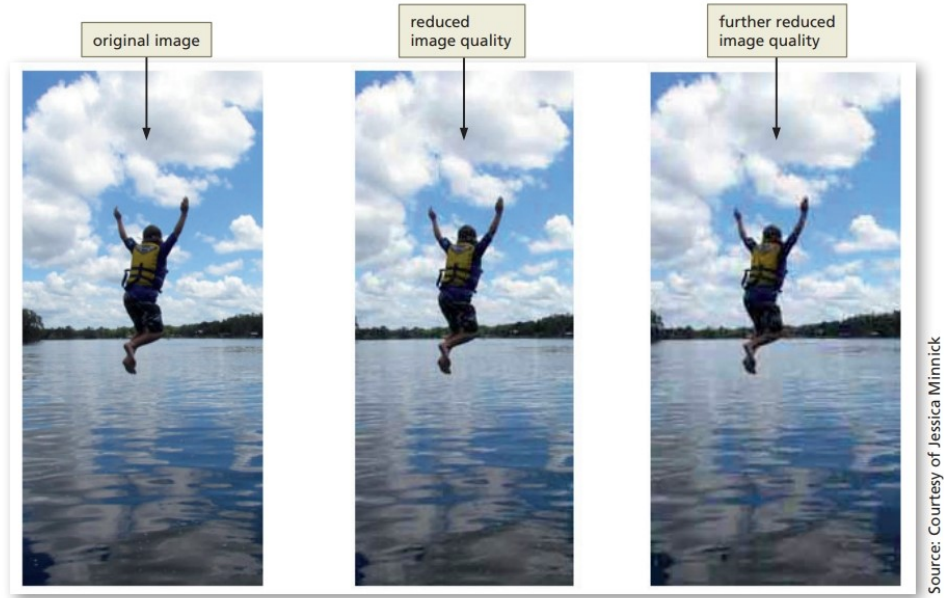 original image
reduced
image quality
further reduced
image quality
Source: Courtesy of Jessica Minnick